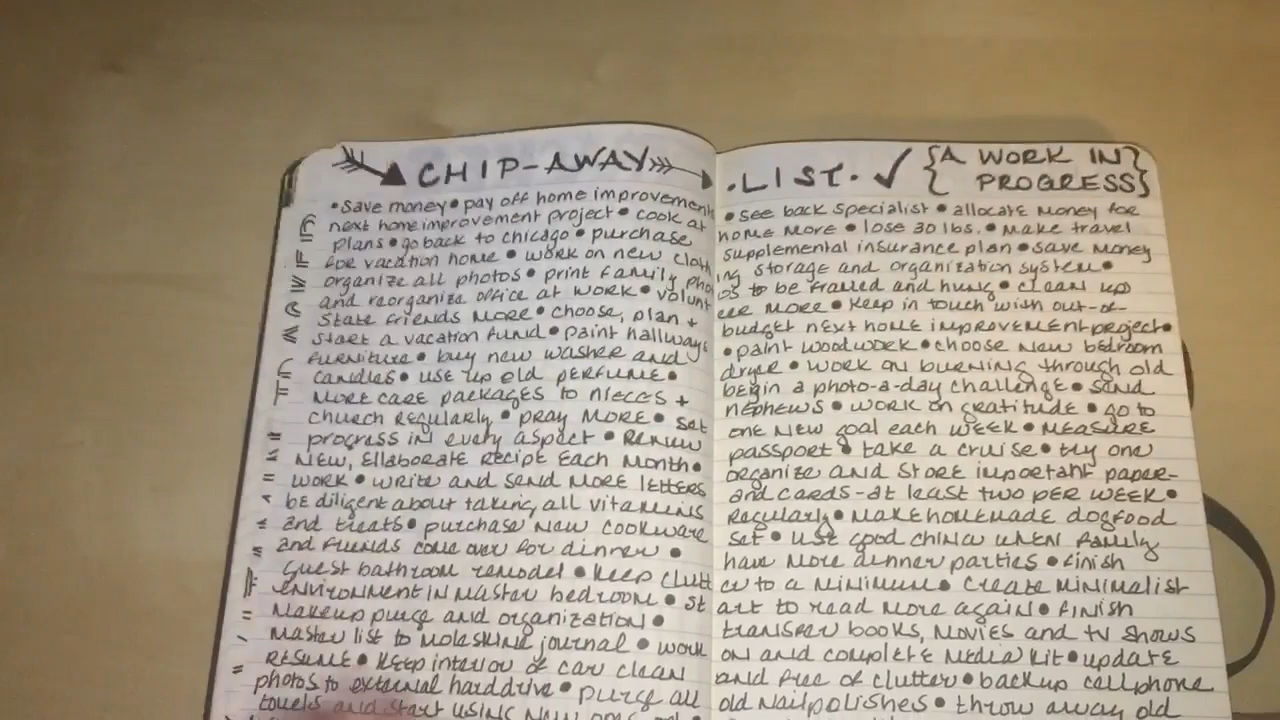 CHIP-AWAY LIST. ✓ {A WORK IN PROGRESS}
•save money • pay off home improvement • see back specialist • allocate money for
next home improvement project • cook at home more • lose 30 lbs. • make travel
plans • go back to chicago • purchase supplemental insurance plan • save money
for vacation home • work on new clothing storage and organization system •
organize all photos • print family photos to be framed and hung • clean up
and reorganize office at work • volunteer more • keep in touch with out-of-
state friends more • choose, plan + budget next home improvement project •
start a vacation fund • paint hallways • paint woodwork • choose new bedroom
furniture • buy new washer and dryer • work on burning through old
candles • use up old perfume • begin a photo-a-day challenge • send
more care packages to nieces + nephews • work on gratitude • go to
church regularly • pray more • set one new goal each week • measure
progress in every aspect • renew passport • take a cruise • try one
new, ellaborate recipe each month • organize and store important paper-
work • write and send more letters and cards - at least two per week •
be diligent about taking all vitamins regularly • make homemade dogfood
and treats • purchase new cookware set • use good china when family
and friends come over for dinner • have more dinner parties • finish
guest bathroom remodel • keep clutter to a minimum • create minimalist
environment in master bedroom • start to read more again • finish
makeup purge and organization • transfer books, movies and tv shows
master list to moleskine journal • work on and complete media kit • update
resume • keep interior of car clean and free of clutter • backup cellphone
photos to external harddrive • purge all old nailpolishes • throw away old
towels and start using new ones